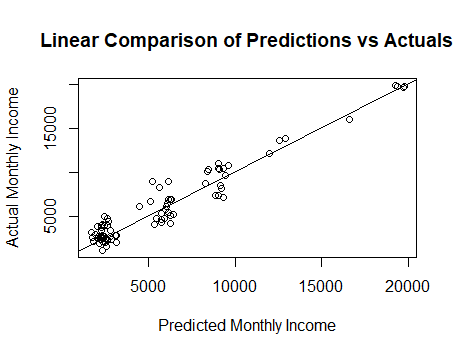 Linear Comparison of Predictions vs Actuals
Actual Monthly Income
15000
5000
5000 10000 15000 20000
Predicted Monthly Income